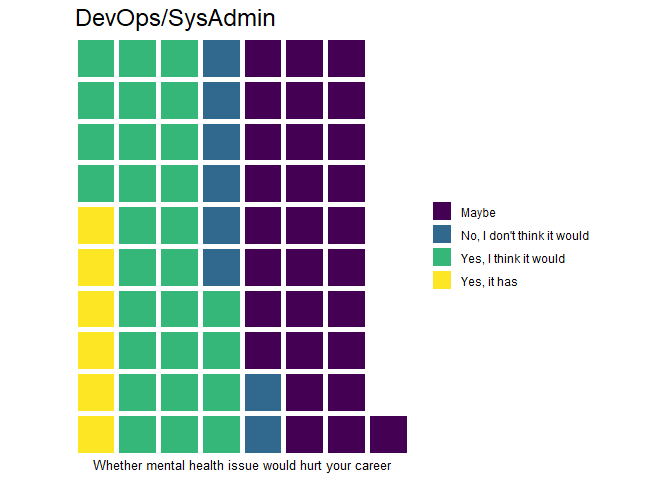 DevOps/SysAdmin
Maybe
No, I don't think it would
Yes, I think it would
Yes, it has
Whether mental health issue would hurt your career